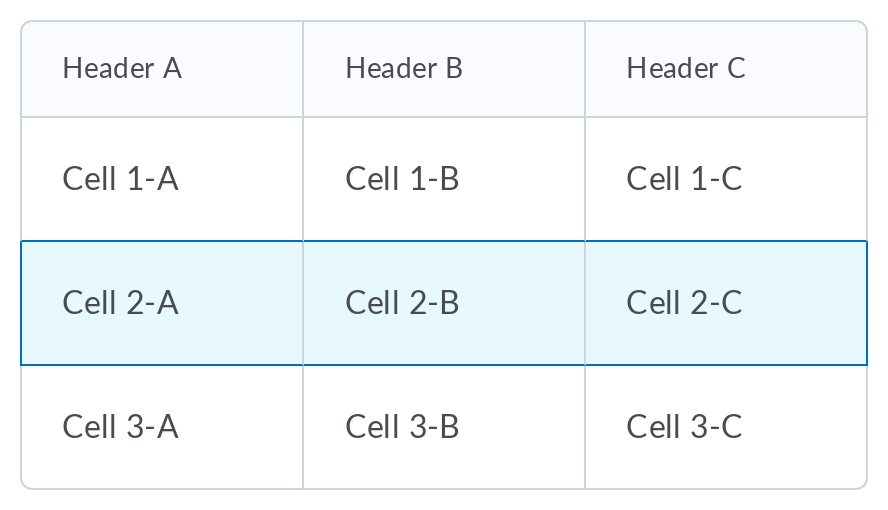 Header A Header B Header C
Cell 1-A Cell 1-B Cell 1-C
Cell 2-A Cell 2-B Cell 2-C
Cell 3-A Cell 3-B Cell 3-C